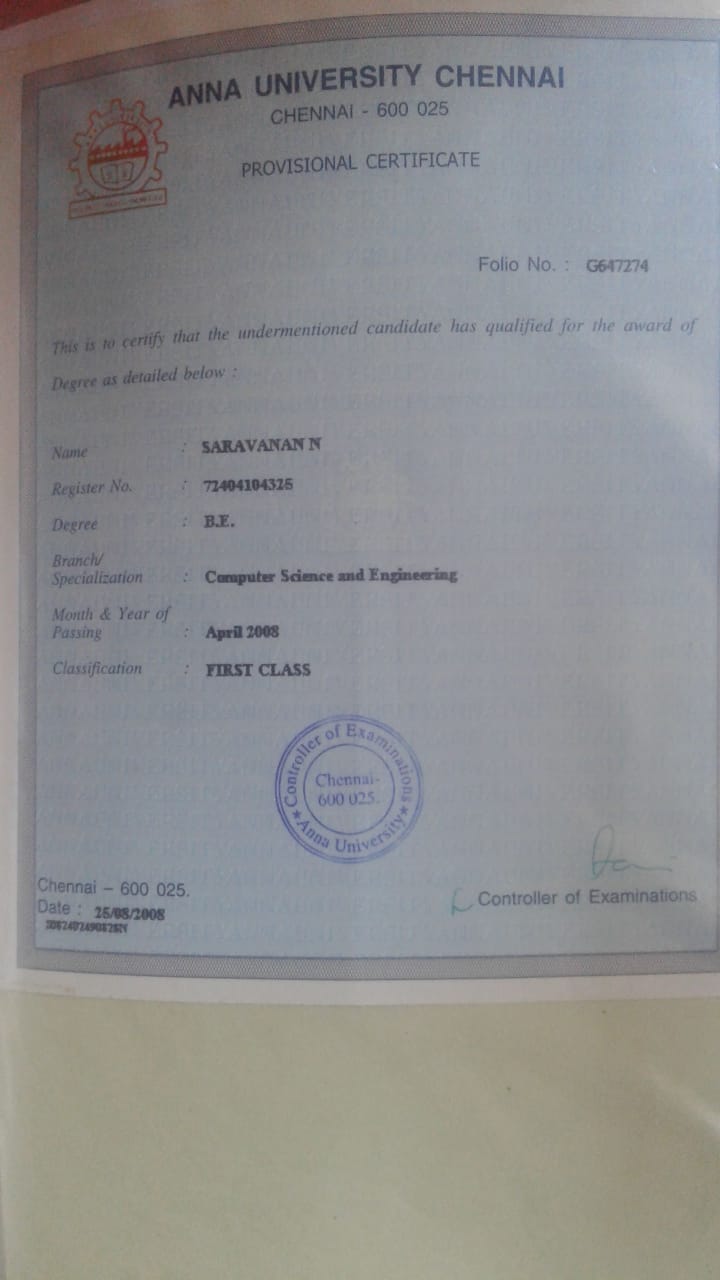 ANNA UNIVERSITY CHENNAI
CHENNAI - 600 025
PROVISIONAL CERTIFICATE
Folio No. : G647274
This is to certify that the undermentioned candidate has qualified for the award of
Degree as detailed below :
Name : SARAVANAN N
Register No. : 72404104325
Degree : B.E.
Branch/
Specialization : Computer Science and Engineering
Month & Year of
Passing : April 2008
Classification : FIRST CLASS
Controller of Examinations
Chennai-
600 025.
★ Anna University ★
Chennai – 600 025.
Controller of Examinations
Date : 25/08/2008